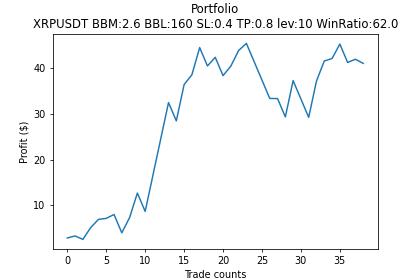 Portfolio
XRPUSDT BBM:2.6 BBL:160 SL:0.4 TP:0.8 lev:10 WinRatio:62.0
Profit ($)
40
30
20
10
0 5 10 15 20 25 30 35
Trade counts